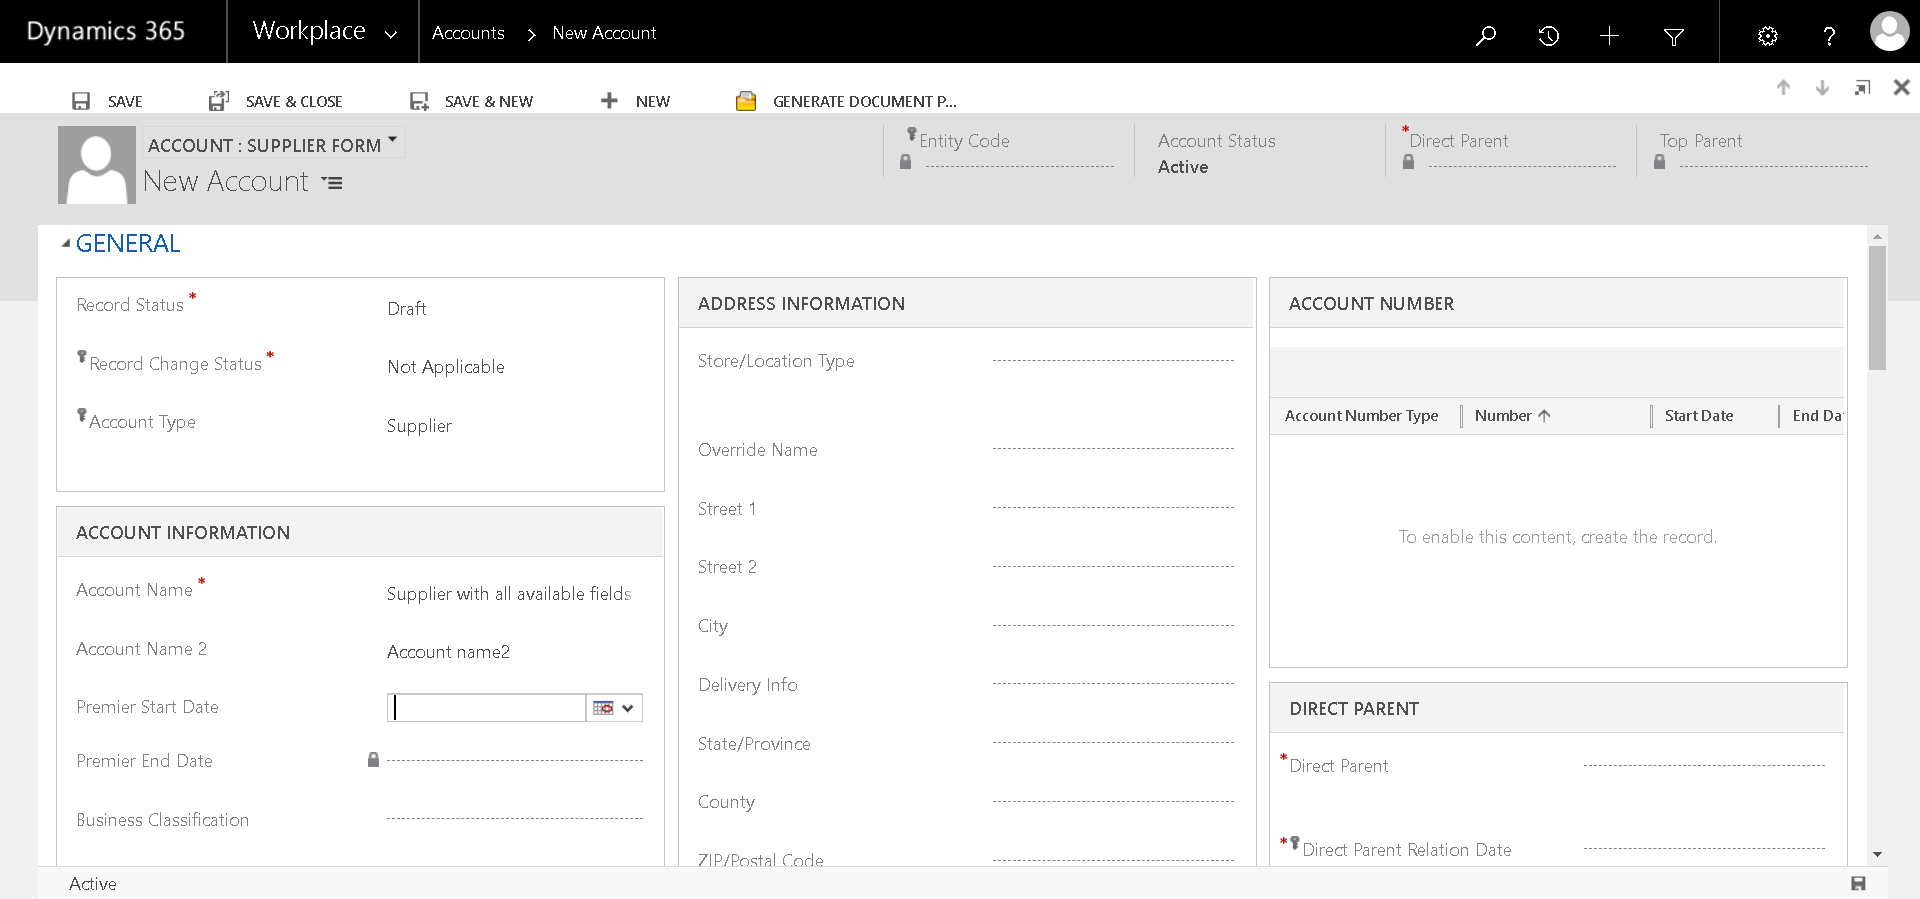 Dynamics 365
Workplace
Accounts > New Account
?
SAVE
SAVE & CLOSE
SAVE & NEW
NEW
GENERATE DOCUMENT P...
ACCOUNT : SUPPLIER FORM
New Account
Entity Code
Account Status
Active
*Direct Parent
Top Parent
GENERAL
Record Status *
Draft
Record Change Status *
Not Applicable
Account Type
Supplier
ACCOUNT INFORMATION
Account Name *
Supplier with all available fields
Account Name 2
Account name2
Premier Start Date
Premier End Date
Business Classification
ADDRESS INFORMATION
Store/Location Type
Override Name
Street 1
Street 2
City
Delivery Info
State/Province
County
ZIP/Postal Code
ACCOUNT NUMBER
Account Number Type
Number
Start Date
End Da
To enable this content, create the record.
DIRECT PARENT
*Direct Parent
*Direct Parent Relation Date
Active